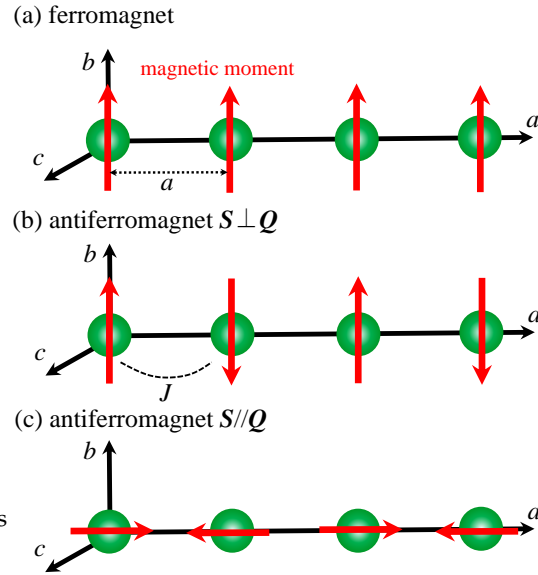 (a) ferromagnet
b
magnetic moment
a
c
a
(b) antiferromagnet S⊥Q
b
a
c
J
(c) antiferromagnet S//Q
b
s
a
c